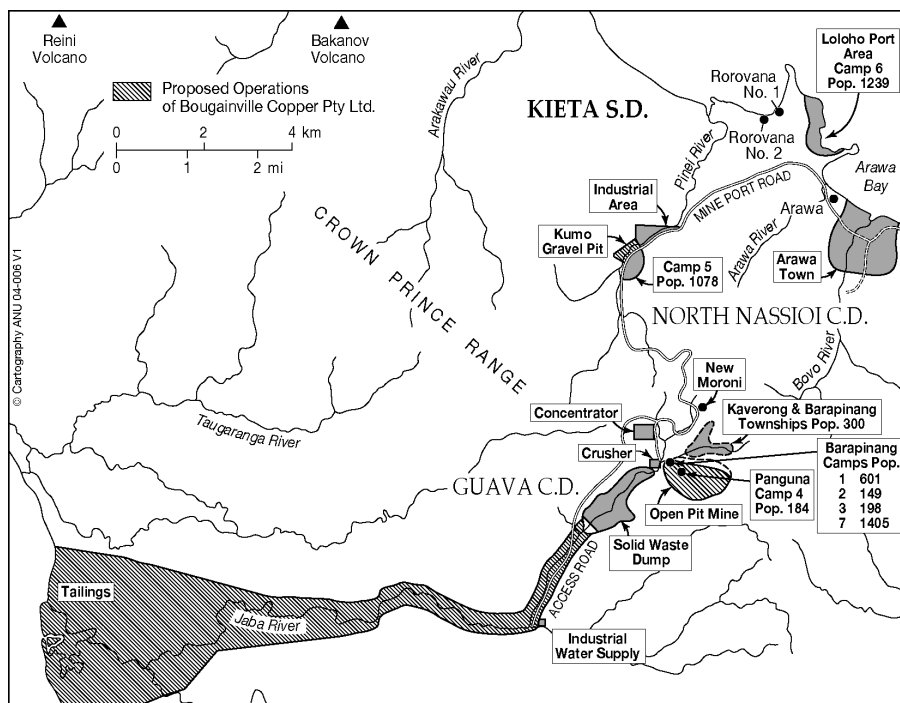 Reini
Volcano
Bakanov
Volcano
Proposed Operations
of Bougainville Copper Pty Ltd.
0 2 4 km
0 1 2 mi
Arakawau River
KIETA S.D.
Pinei River
Rorovana
No. 1
Rorovana
No. 2
Loloho Port
Area
Camp 6
Pop. 1239
Arawa
Bay
MINE PORT ROAD
Industrial
Area
Kumo
Gravel Pit
Camp 5
Pop. 1078
Arawa River
Arawa
Arawa
Town
CROWN PRINCE RANGE
NORTH NASSIOI C.D.
Bovo River
New
Moroni
Kaverong & Barapinang
Townships Pop. 300
Concentrator
Crusher
Taugaranga River
GUAVA C.D.
Barapinang
Camps Pop.
1 601
2 149
3 198
7 1405
Panguna
Camp 4
Pop. 184
Open Pit Mine
Solid Waste
Dump
ACCESS ROAD
Tailings
Jaba River
Industrial
Water Supply
© Cartography ANU 04-006 V1